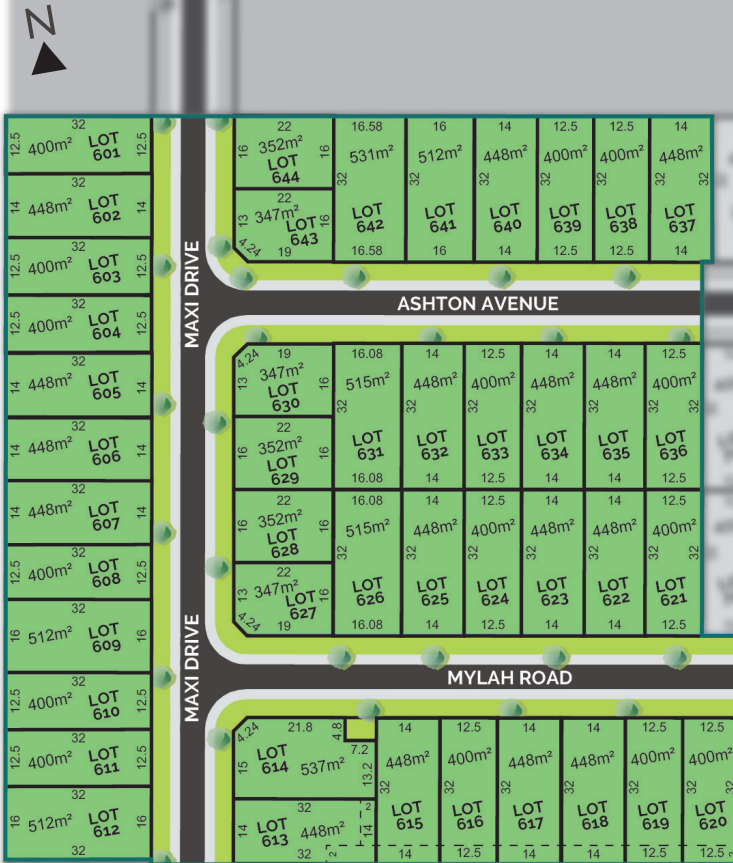 N
32
12.5 400m² LOT 601 12.5
32
14 448m² LOT 602 14
32
12.5 400m² LOT 603 12.5
32
12.5 400m² LOT 604 12.5
32
14 448m² LOT 605 14
32
14 448m² LOT 606 14
32
14 448m² LOT 607 14
32
12.5 400m² LOT 608 12.5
32
16 512m² LOT 609 16
32
12.5 400m² LOT 610 12.5
32
12.5 400m² LOT 611 12.5
32
16 512m² LOT 612 16
32
MAXI DRIVE
MAXI DRIVE
22
16 352m² LOT 644 16
22
13 347m² LOT 643 16
4.24 19
16.58 16 14 12.5 12.5 14
531m² 512m² 448m² 400m² 400m² 448m²
32 32 32 32 32 32 32
LOT 642 LOT 641 LOT 640 LOT 639 LOT 638 LOT 637
16.58 16 14 12.5 12.5 14
ASHTON AVENUE
4.24 19
13 347m² LOT 630 16
22
16 352m² LOT 629 16
22
16 352m² LOT 628 16
22
13 347m² LOT 627 16
4.24 19
16.08 14 12.5 14 14 12.5
515m² 448m² 400m² 448m² 448m² 400m²
32 32 32 32 32 32 32
LOT 631 LOT 632 LOT 633 LOT 634 LOT 635 LOT 636
16.08 14 12.5 14 14 12.5
16.08 14 12.5 14 14 12.5
515m² 448m² 400m² 448m² 448m² 400m²
32 32 32 32 32 32 32
LOT 626 LOT 625 LOT 624 LOT 623 LOT 622 LOT 621
16.08 14 12.5 14 14 12.5
MYLAH ROAD
4.24 21.8 4.8
7.2
15 LOT 614 537m² 13.2
32
14 LOT 613 448m² 14 2
32 2
14 12.5 14 14 12.5 12.5
448m² 400m² 448m² 448m² 400m² 400m²
32 32 32 32 32 32 32
LOT 615 LOT 616 LOT 617 LOT 618 LOT 619 LOT 620
14 12.5 14 14 12.5 12.5 2